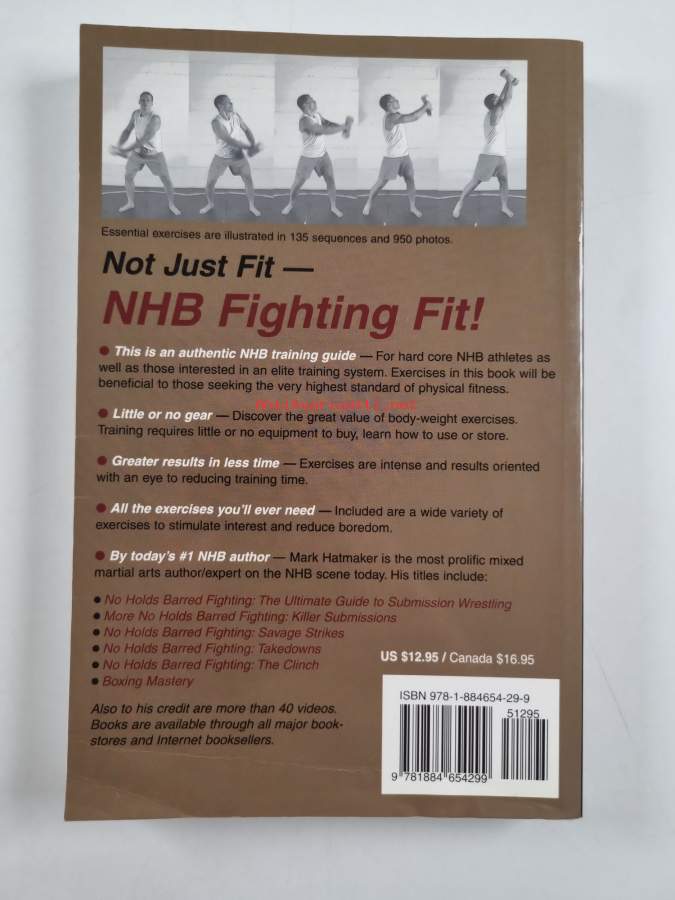 Essential exercises are illustrated in 135 sequences and 950 photos.
Not Just Fit —
NHB Fighting Fit!
● This is an authentic NHB training guide — For hard core NHB athletes as
well as those interested in an elite training system. Exercises in this book will be
beneficial to those seeking the very highest standard of physical fitness.
● Little or no gear — Discover the great value of body-weight exercises.
Training requires little or no equipment to buy, learn how to use or store.
● Greater results in less time — Exercises are intense and results oriented
with an eye to reducing training time.
● All the exercises you'll ever need — Included are a wide variety of
exercises to stimulate interest and reduce boredom.
● By today's #1 NHB author — Mark Hatmaker is the most prolific mixed
martial arts author/expert on the NHB scene today. His titles include:
● No Holds Barred Fighting: The Ultimate Guide to Submission Wrestling
● More No Holds Barred Fighting: Killer Submissions
● No Holds Barred Fighting: Savage Strikes
● No Holds Barred Fighting: Takedowns
● No Holds Barred Fighting: The Clinch
● Boxing Mastery
Also to his credit are more than 40 videos.
Books are available through all major book-
stores and Internet booksellers.
US $12.95 / Canada $16.95
ISBN 978-1-884654-29-9
51295
9 781884 654299